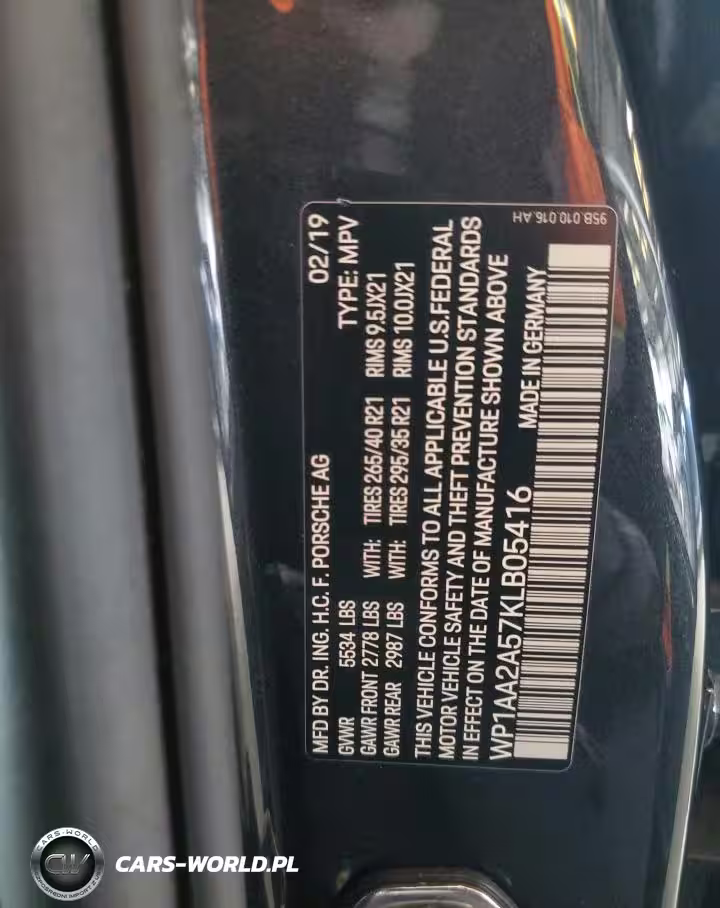 MFD BY DR. ING. H.C. F. PORSCHE AG 02/19
GVWR 5534 LBS TYPE: MPV
GAWR FRONT 2778 LBS WITH: TIRES 265/40 R21 RIMS 9.5JX21
GAWR REAR 2987 LBS WITH: TIRES 295/35 R21 RIMS 10.0JX21
THIS VEHICLE CONFORMS TO ALL APPLICABLE U.S.FEDERAL
MOTOR VEHICLE SAFETY AND THEFT PREVENTION STANDARDS
IN EFFECT ON THE DATE OF MANUFACTURE SHOWN ABOVE
WP1AA2A57KLB05416 MADE IN GERMANY
95B.010.016.AH
CARS-WORLD
CW
CARS-WORLD.PL